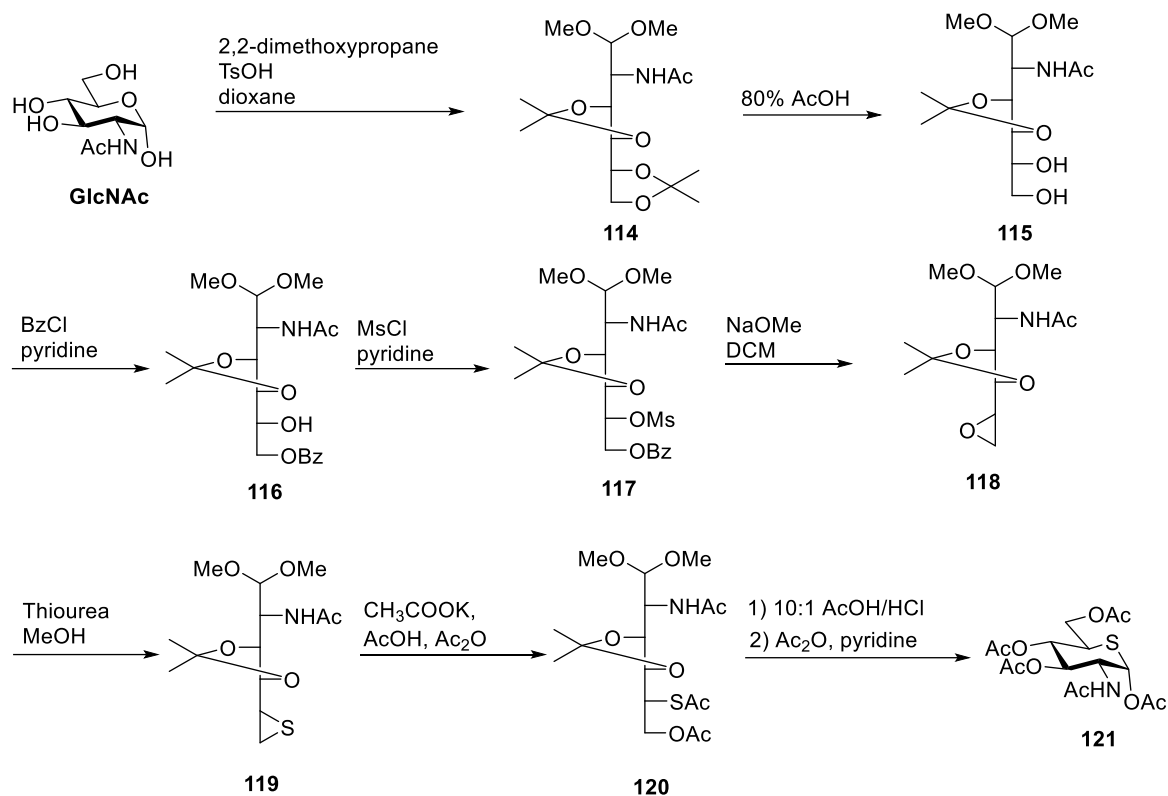 OH
HO
HO
O
AcHN
OH
GlcNAc
2,2-dimethoxypropane
TsOH
dioxane
MeO OMe
NHAc
O
O
O
O
114
80% AcOH
MeO OMe
NHAc
O
O
OH
OH
115
BzCl
pyridine
MeO OMe
NHAc
O
O
OH
OBz
116
MsCl
pyridine
MeO OMe
NHAc
O
O
OMs
OBz
117
NaOMe
DCM
MeO OMe
NHAc
O
O
O
118
Thiourea
MeOH
MeO OMe
NHAc
O
O
S
119
CH₃COOK,
AcOH, Ac₂O
MeO OMe
NHAc
O
O
SAc
OAc
120
1) 10:1 AcOH/HCl
2) Ac₂O, pyridine
OAc
S
AcO
AcO
AcHN
OAc
121